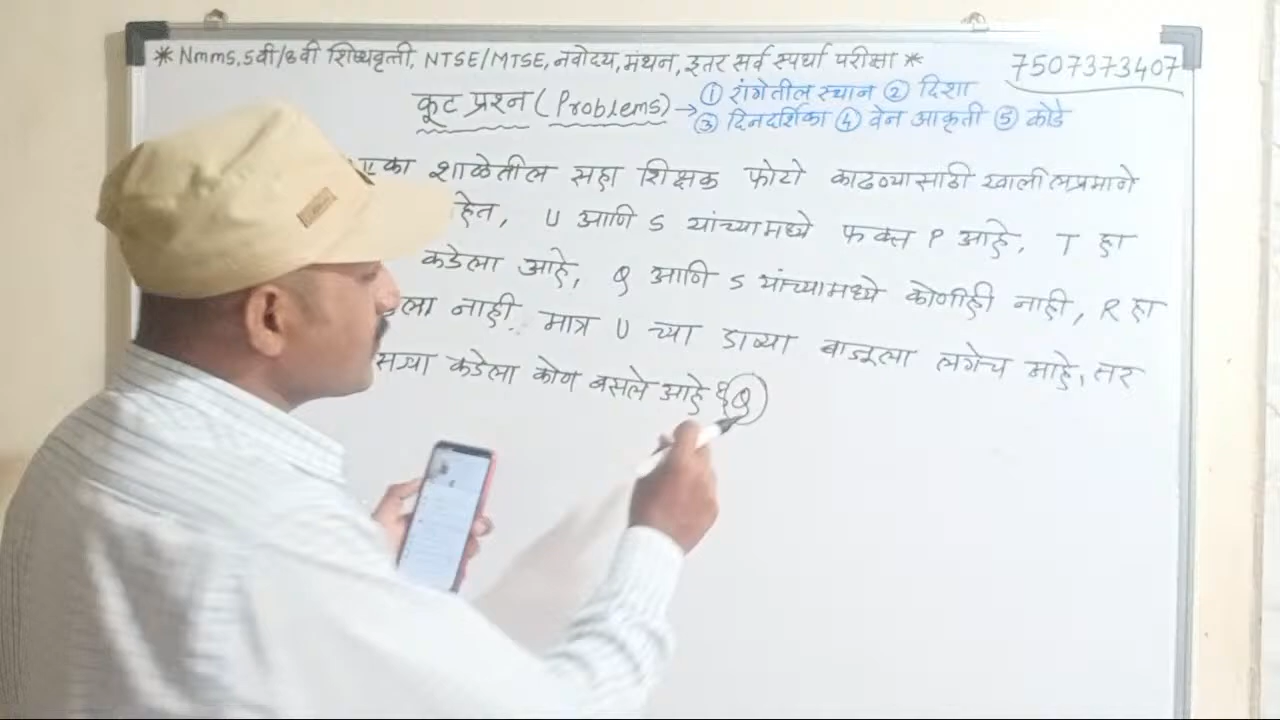 * Nmms, 5वी/8वी शिष्यवृत्ती, NTSE/MTSE, नवोदय, मंथन, इतर सर्व स्पर्धा परीक्षा *
7507373407
कूट प्रश्न (Problems) → ① रांगेतील स्थान ② दिशा
③ दिनदर्शिका ④ वेन आकृती ⑤ कोडे
एका शाळेतील सहा शिक्षक फोटो काढण्यासाठी खालीलप्रमाणे
हेत, U आणि S यांच्यामध्ये फक्त P आहे, T हा
कडेला आहे, Q आणि S यांच्यामध्ये कोणीही नाही, R हा
ला नाही. मात्र U च्या डाव्या बाजूला लगेच आहे, तर
सऱ्या कडेला कोण बसले आहे? Q